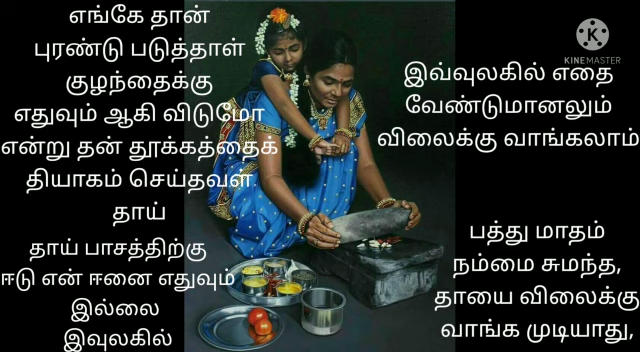 எங்கே தான்
புரண்டு படுத்தாள்
குழந்தைக்கு
எதுவும் ஆகி விடுமோ
என்று தன் தூக்கத்தைக்
தியாகம் செய்தவள்
தாய்
தாய் பாசத்திற்கு
ஈடு என் ஈனை எதுவும்
இல்லை
இவுலகில்
KINEMASTER
இவ்வுலகில் எதை
வேண்டுமானலும்
விலைக்கு வாங்கலாம்
பத்து மாதம்
நம்மை சுமந்த,
தாயை விலைக்கு
வாங்க முடியாது,